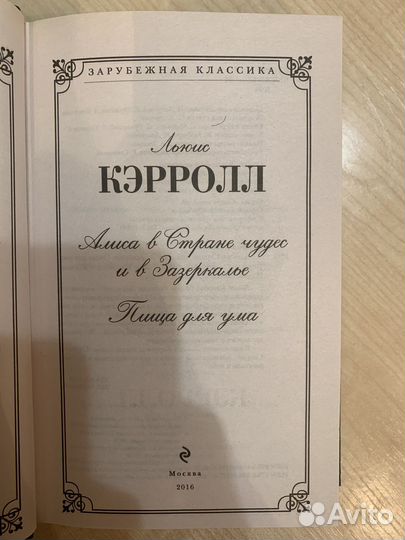 ЗАРУБЕЖНАЯ КЛАССИКА
Льюис
КЭРРОЛЛ
Алиса в Стране чудес
и в Зазеркалье
Пища для ума
Москва
2016
Avito